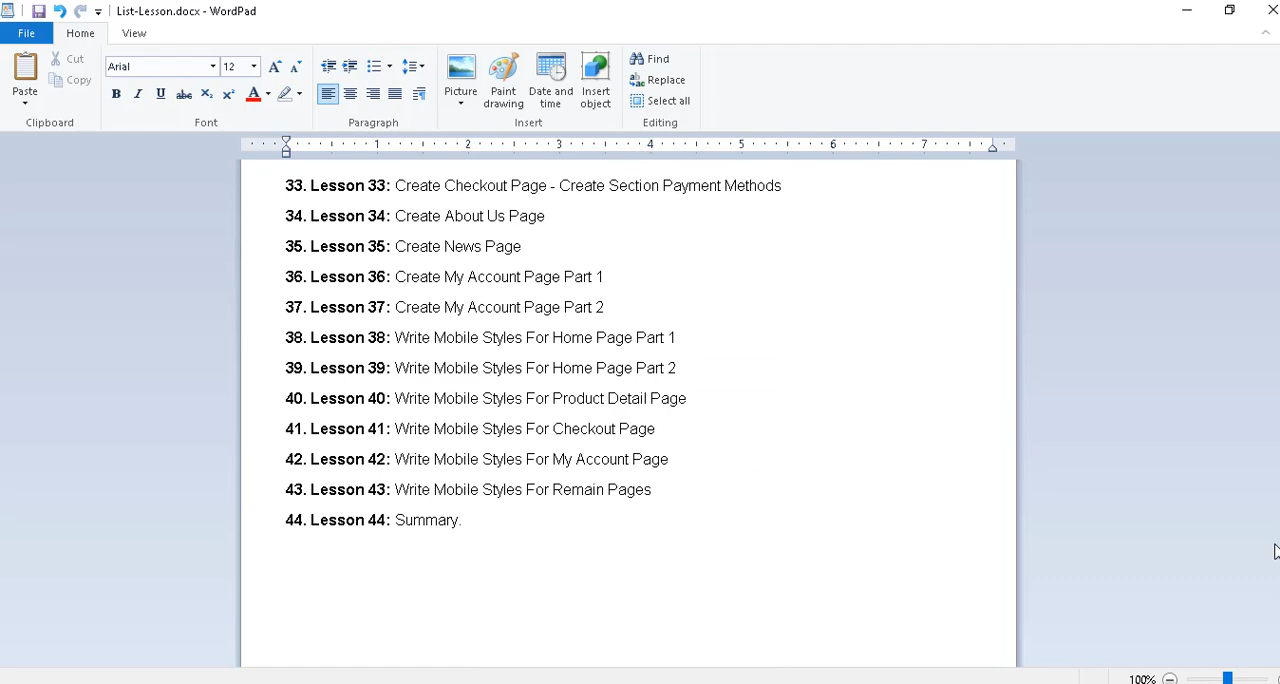 List-Lesson.docx - WordPad
File
Home
View
Paste
Cut
Copy
Clipboard
Arial
12
Font
Paragraph
Picture
Paint drawing
Date and time
Insert object
Insert
Find
Replace
Select all
Editing
1 2 3 4 5 6 7
33. Lesson 33: Create Checkout Page - Create Section Payment Methods
34. Lesson 34: Create About Us Page
35. Lesson 35: Create News Page
36. Lesson 36: Create My Account Page Part 1
37. Lesson 37: Create My Account Page Part 2
38. Lesson 38: Write Mobile Styles For Home Page Part 1
39. Lesson 39: Write Mobile Styles For Home Page Part 2
40. Lesson 40: Write Mobile Styles For Product Detail Page
41. Lesson 41: Write Mobile Styles For Checkout Page
42. Lesson 42: Write Mobile Styles For My Account Page
43. Lesson 43: Write Mobile Styles For Remain Pages
44. Lesson 44: Summary.
100%